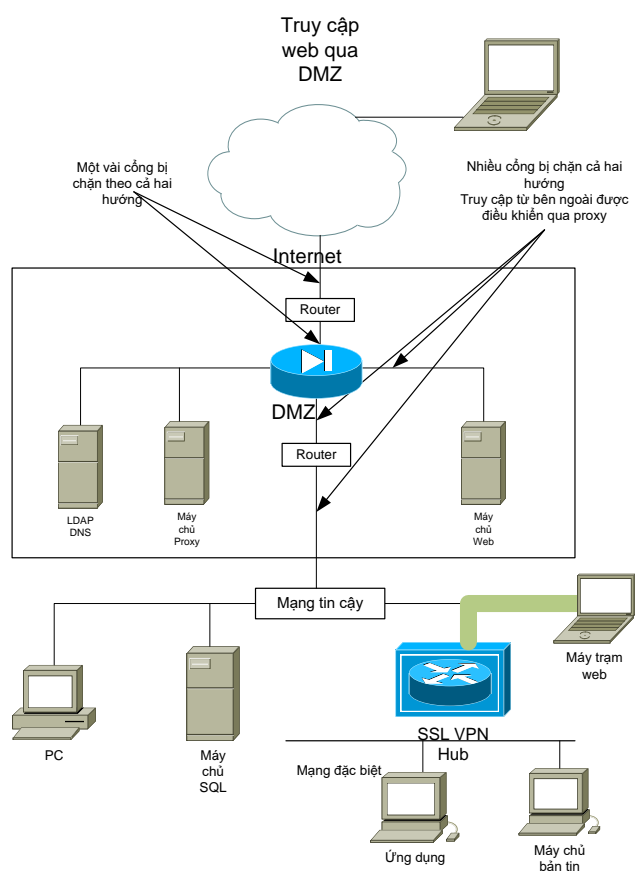 Truy cập
web qua
DMZ
Một vài cổng bị
chặn theo cả hai
hướng
Nhiều cổng bị chặn cả hai
hướng
Truy cập từ bên ngoài được
điều khiển qua proxy
Internet
Router
DMZ
Router
LDAP
DNS
Máy
chủ
Proxy
Máy
chủ
Web
Mạng tin cậy
Máy trạm
web
PC
Máy
chủ
SQL
SSL VPN
Hub
Mạng đặc biệt
Ứng dụng
Máy chủ
bản tin